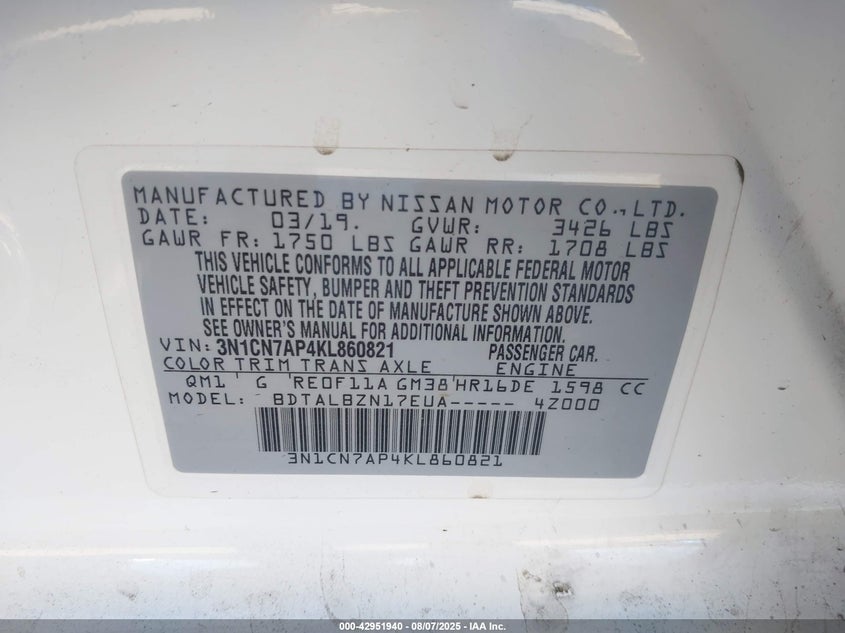 MANUFACTURED BY NISSAN MOTOR CO., LTD.
DATE: 03/19. GVWR: 3426 LBS
GAWR FR: 1750 LBS GAWR RR: 1708 LBS
THIS VEHICLE CONFORMS TO ALL APPLICABLE FEDERAL MOTOR
VEHICLE SAFETY, BUMPER AND THEFT PREVENTION STANDARDS
IN EFFECT ON THE DATE OF MANUFACTURE SHOWN ABOVE.
SEE OWNER'S MANUAL FOR ADDITIONAL INFORMATION.
VIN: 3N1CN7AP4KL860821 PASSENGER CAR.
COLOR TRIM TRANS AXLE ENGINE
QM1 G RE0F11A GM38 HR16DE 1598 CC
MODEL: BDTALBZN17EUA----- 4Z000
3N1CN7AP4KL860821
000-42951940 - 08/07/2025 - IAA Inc.